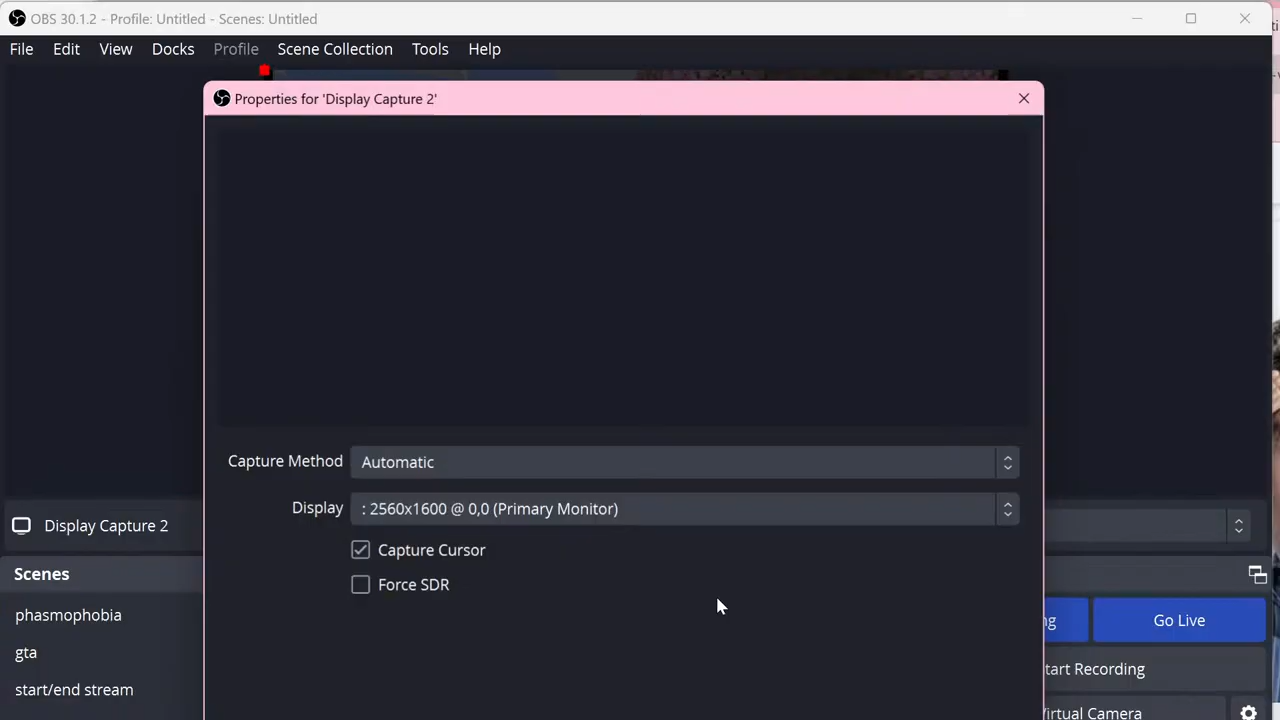 OBS 30.1.2 - Profile: Untitled - Scenes: Untitled
File Edit View Docks Profile Scene Collection Tools Help
Properties for 'Display Capture 2'
Capture Method Automatic
Display : 2560x1600 @ 0,0 (Primary Monitor)
Capture Cursor
Force SDR
Display Capture 2
Scenes
phasmophobia
gta
start/end stream
ng Go Live
tart Recording
irtual Camera